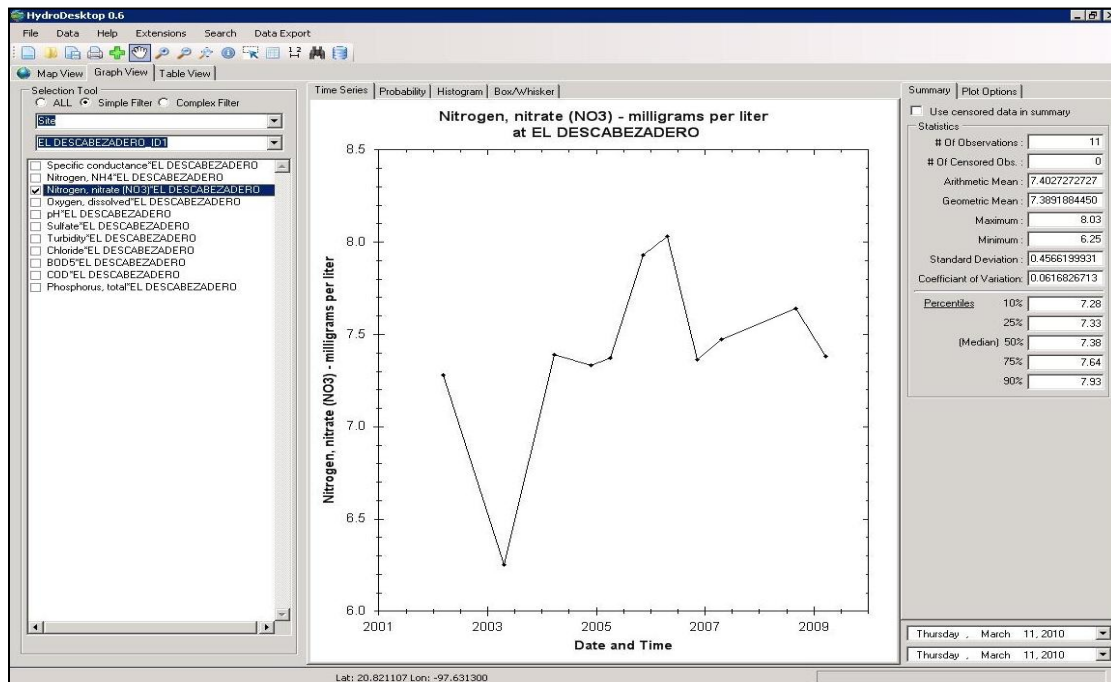 HydroDesktop 0.6
File Data Help Extensions Search Data Export
1.2
Map View Graph View Table View
Selection Tool
ALL Simple Filter Complex Filter
Site
EL DESCABEZADERO_ID1
Specific conductance*EL DESCABEZADERO
Nitrogen, NH4*EL DESCABEZADERO
Nitrogen, nitrate (NO3)*EL DESCABEZADERO
Oxygen, dissolved*EL DESCABEZADERO
pH*EL DESCABEZADERO
Sulfate*EL DESCABEZADERO
Turbidity*EL DESCABEZADERO
Chloride*EL DESCABEZADERO
BOD5*EL DESCABEZADERO
COD*EL DESCABEZADERO
Phosphorus, total*EL DESCABEZADERO
Time Series Probability Histogram Box/Whisker
Nitrogen, nitrate (NO3) - milligrams per liter
at EL DESCABEZADERO
Nitrogen, nitrate (NO3) - milligrams per liter
8.5
8.0
7.5
7.0
6.5
6.0
2001 2003 2005 2007 2009
Date and Time
Summary Plot Options
Use censored data in summary
Statistics
# Of Observations : 11
# Of Censored Obs. : 0
Arithmetic Mean : 7.4027272727
Geometric Mean : 7.3891884450
Maximum : 8.03
Minimum : 6.25
Standard Deviation : 0.4566199931
Coefficiant of Variation: 0.0616826713
Percentiles 10% 7.28
25% 7.33
(Median) 50% 7.38
75% 7.64
90% 7.93
Thursday , March 11, 2010
Thursday , March 11, 2010
Lat: 20.821107 Lon: -97.631300